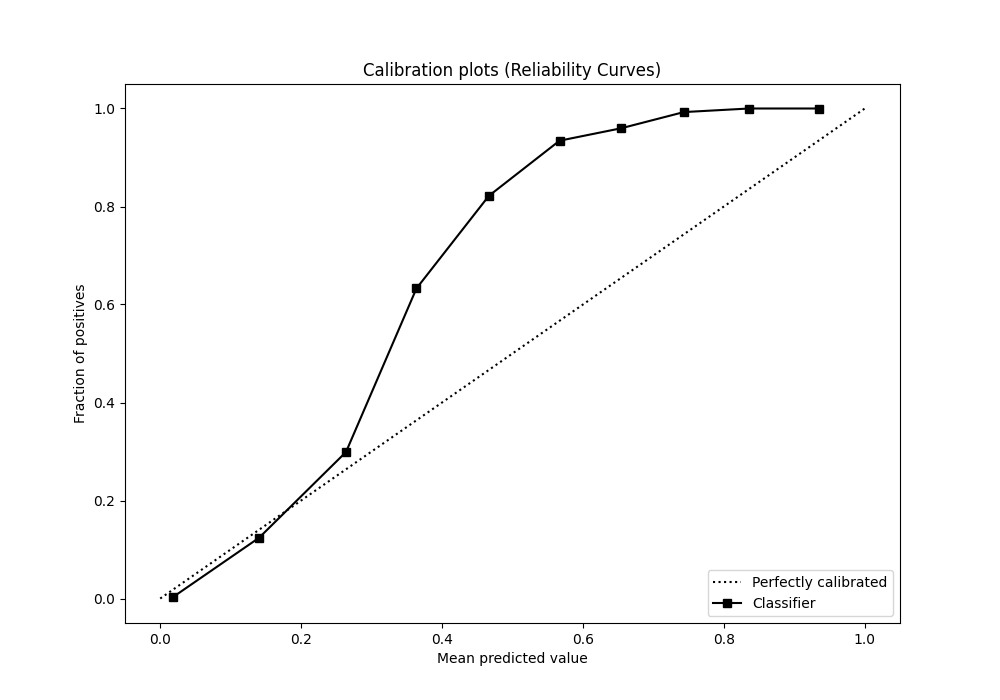 Calibration plots (Reliability Curves)
1.0
0.8
0.6
0.4
0.2
0.0
Fraction of positives
0.0 0.2 0.4 0.6 0.8 1.0
Mean predicted value
Perfectly calibrated
Classifier